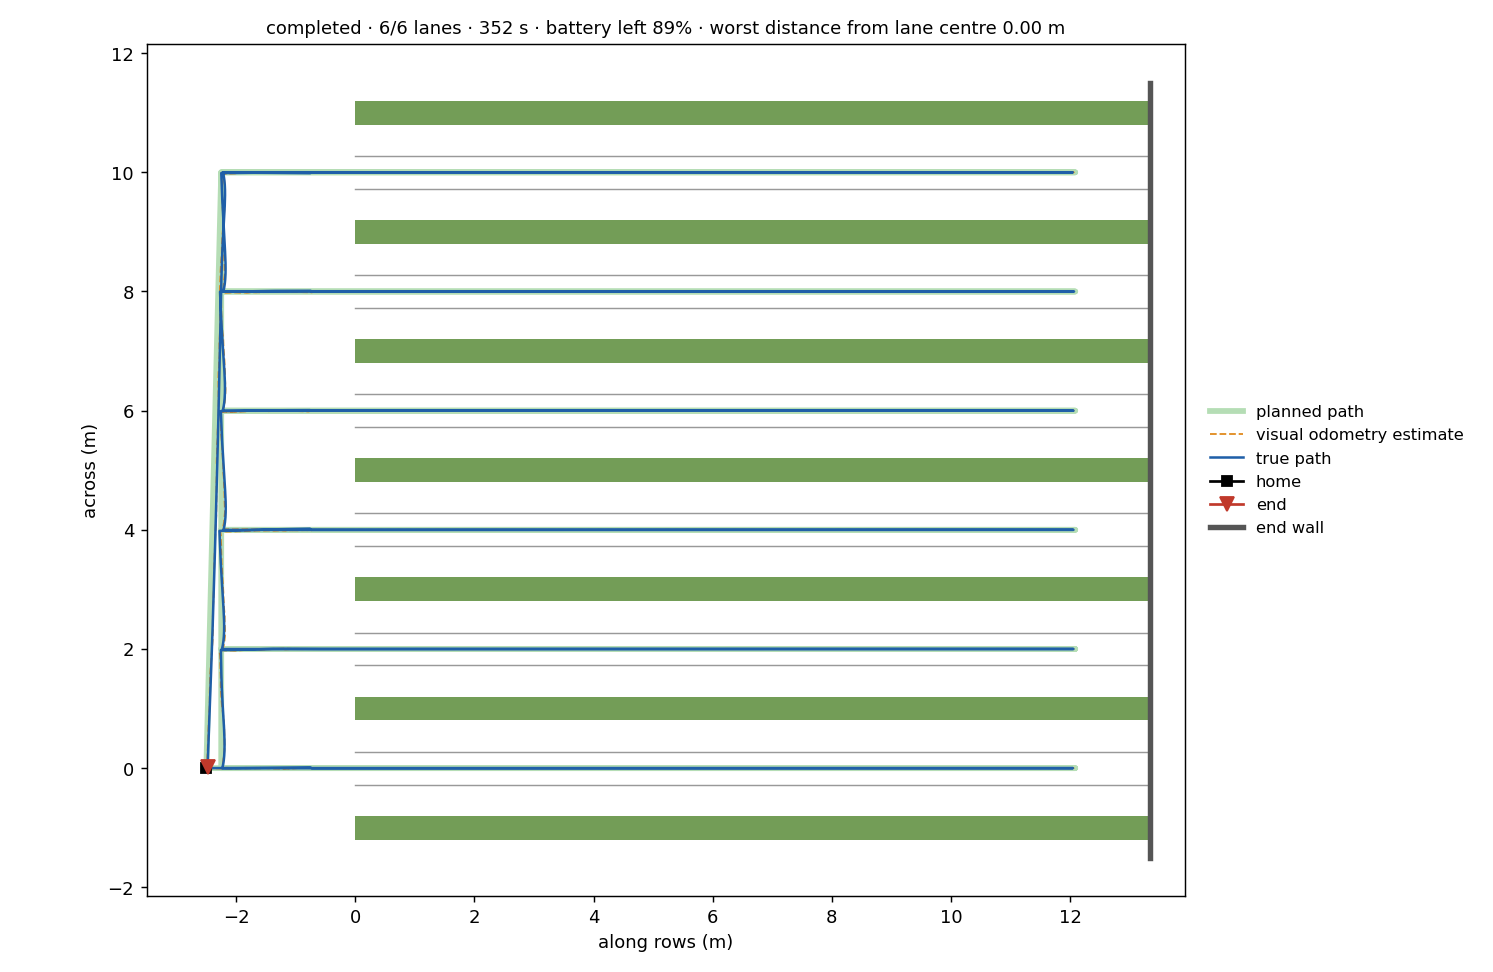 completed · 6/6 lanes · 352 s · battery left 89% · worst distance from lane centre 0.00 m
12
10
8
6
4
2
0
−2
across (m)
−2 0 2 4 6 8 10 12
along rows (m)
planned path
visual odometry estimate
true path
home
end
end wall